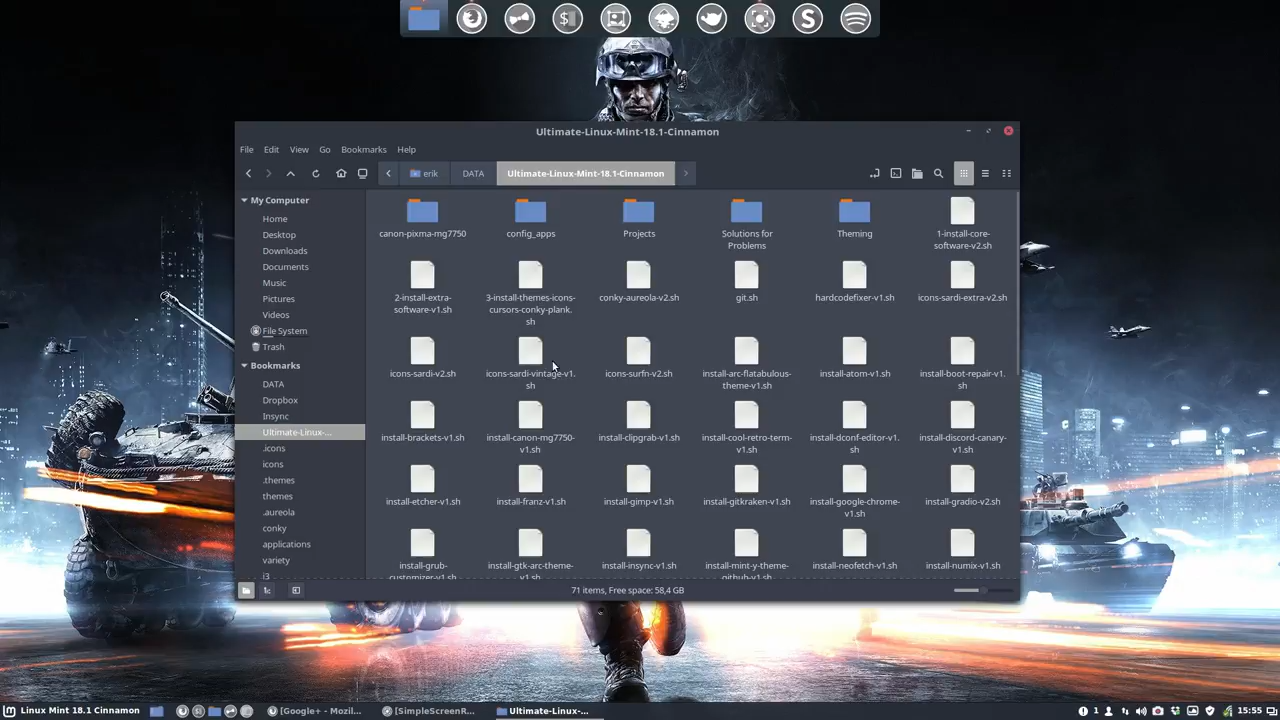 Ultimate-Linux-Mint-18.1-Cinnamon
File Edit View Go Bookmarks Help
erik DATA Ultimate-Linux-Mint-18.1-Cinnamon
My Computer
Home
Desktop
Downloads
Documents
Music
Pictures
Videos
File System
Trash
Bookmarks
DATA
Dropbox
Insync
Ultimate-Linux-...
.icons
icons
.themes
themes
.aureola
conky
applications
variety
i3
canon-pixma-mg7750
config_apps
Projects
Solutions for
Problems
Theming
1-install-core-
software-v2.sh
2-install-extra-
software-v1.sh
3-install-themes-icons-
cursors-conky-plank.
sh
conky-aureola-v2.sh
git.sh
hardcodefixer-v1.sh
icons-sardi-extra-v2.sh
icons-sardi-v2.sh
icons-sardi-vintage-v1.
sh
icons-surfn-v2.sh
install-arc-flatabulous-
theme-v1.sh
install-atom-v1.sh
install-boot-repair-v1.
sh
install-brackets-v1.sh
install-canon-mg7750-
v1.sh
install-clipgrab-v1.sh
install-cool-retro-term-
v1.sh
install-dconf-editor-v1.
sh
install-discord-canary-
v1.sh
install-etcher-v1.sh
install-franz-v1.sh
install-gimp-v1.sh
install-gitkraken-v1.sh
install-google-chrome-
v1.sh
install-gradio-v2.sh
install-grub-
customizer-v1.sh
install-gtk-arc-theme-
v1.sh
install-insync-v1.sh
install-mint-y-theme-
github-v1.sh
install-neofetch-v1.sh
install-numix-v1.sh
71 items, Free space: 58,4 GB
Linux Mint 18.1 Cinnamon
[Google+ - Mozil...
[SimpleScreenR...
Ultimate-Linux-...
1
15:55